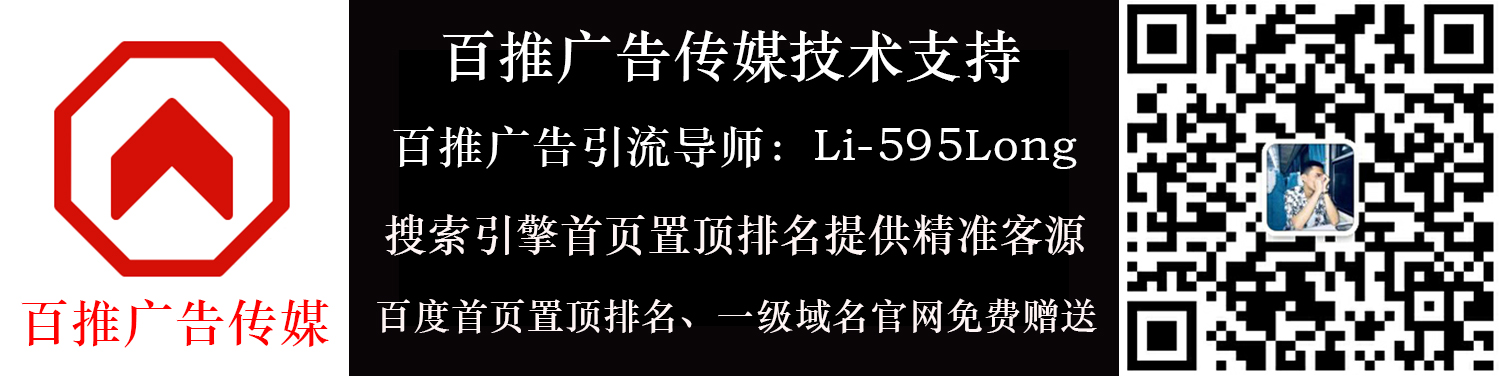 百推广告传媒
百推广告传媒技术支持
百推广告引流导师：Li-595Long
搜索引擎首页置顶排名提供精准客源
百度首页置顶排名、一级域名官网免费赠送